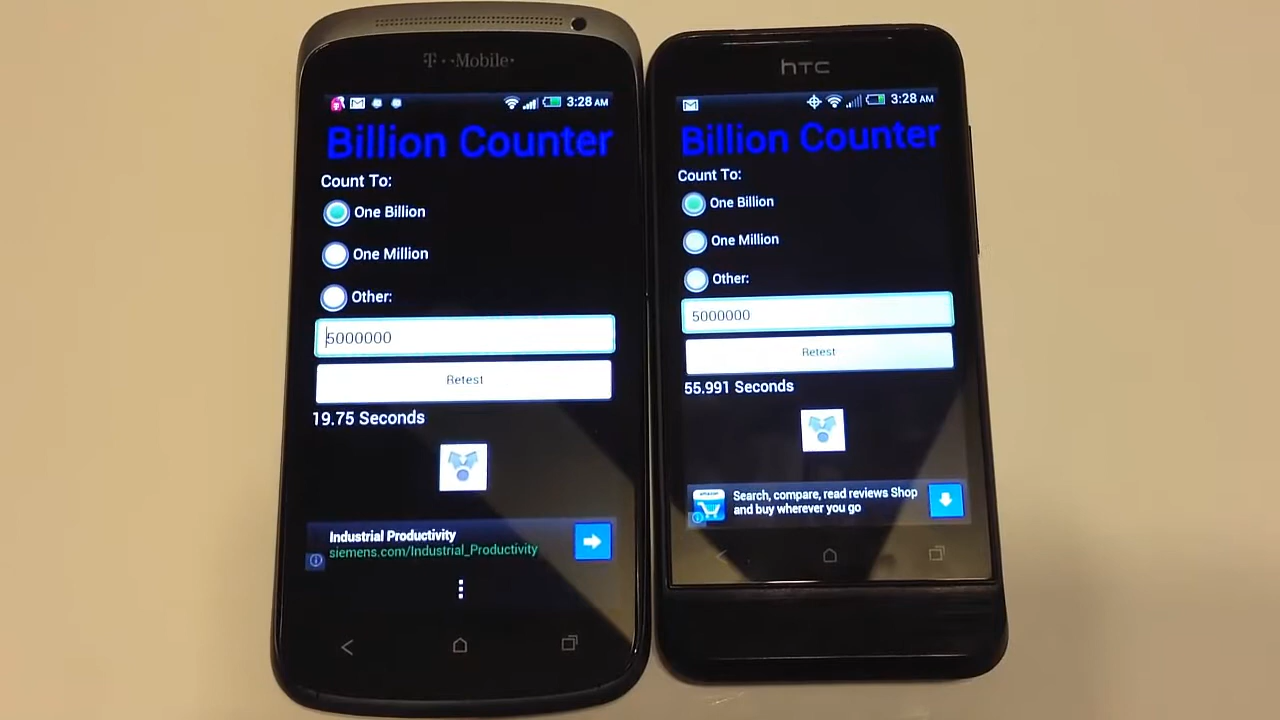 T··Mobile·
3:28 AM
Billion Counter
Count To:
One Billion
One Million
Other:
5000000
Retest
19.75 Seconds
Industrial Productivity
siemens.com/Industrial_Productivity
hTC
3:28 AM
Billion Counter
Count To:
One Billion
One Million
Other:
5000000
Retest
55.991 Seconds
amazon
Search, compare, read reviews Shop
and buy wherever you go